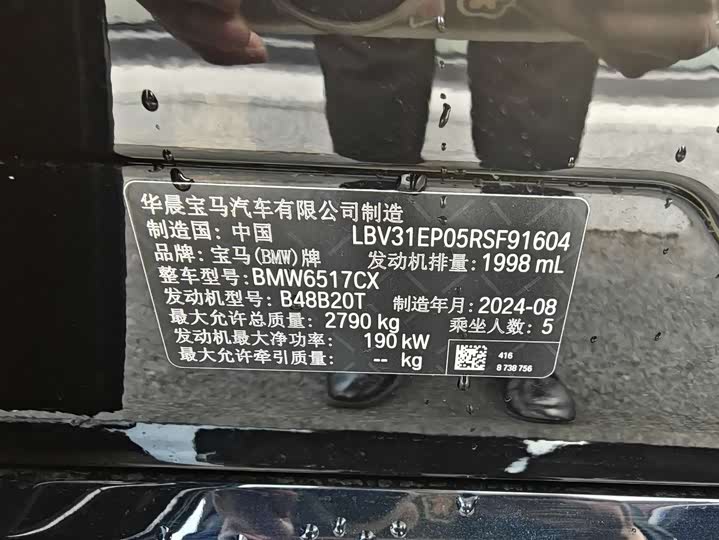 华晨宝马汽车有限公司制造
制造国: 中国 LBV31EP05RSF91604
品牌: 宝马(BMW)牌 发动机排量: 1998 mL
整车型号: BMW6517CX
发动机型号: B48B20T 制造年月: 2024-08
最大允许总质量: 2790 kg 乘坐人数: 5
发动机最大净功率: 190 kW
最大允许牵引质量: -- kg
416
8 738 756